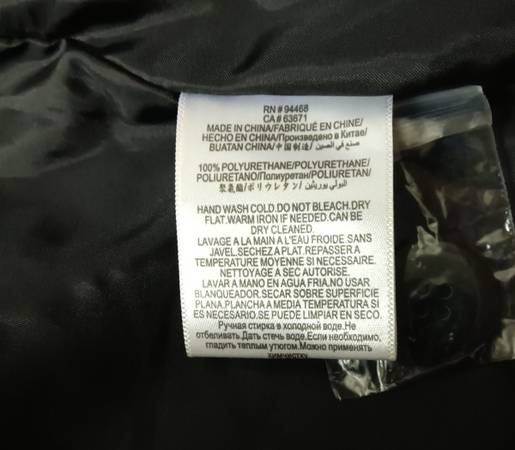 RN # 94468
CA # 63671
MADE IN CHINA/FABRIQUÉ EN CHINE/
HECHO EN CHINA/Произведено в Китае/
BUATAN CHINA/中国制造/ صنع في الصين/
100% POLYURETHANE/POLYURETHANE/
POLIURETANO/Полиуретан/POLIURETAN/
聚氨酯/ポリウレタン/ البولي يوريثين
HAND WASH COLD.DO NOT BLEACH.DRY
FLAT.WARM IRON IF NEEDED.CAN BE
DRY CLEANED.
LAVAGE A LA MAIN A L'EAU FROIDE.SANS
JAVEL.SECHEZ A PLAT.REPASSER A
TEMPERATURE MOYENNE SI NECESSAIRE.
NETTOYAGE A SEC AUTORISE.
LAVAR A MANO EN AGUA FRIA.NO USAR
BLANQUEADOR.SECAR SOBRE SUPERFICIE
PLANA.PLANCHA A MEDIA TEMPERATURA SI
ES NECESARIO.SE PUEDE LIMPIAR EN SECO.
Ручная стирка в холодной воде.Не
отбеливать.Дать стечь воде.Если необходимо,
гладить теплым утюгом.Можно применять
химчистку